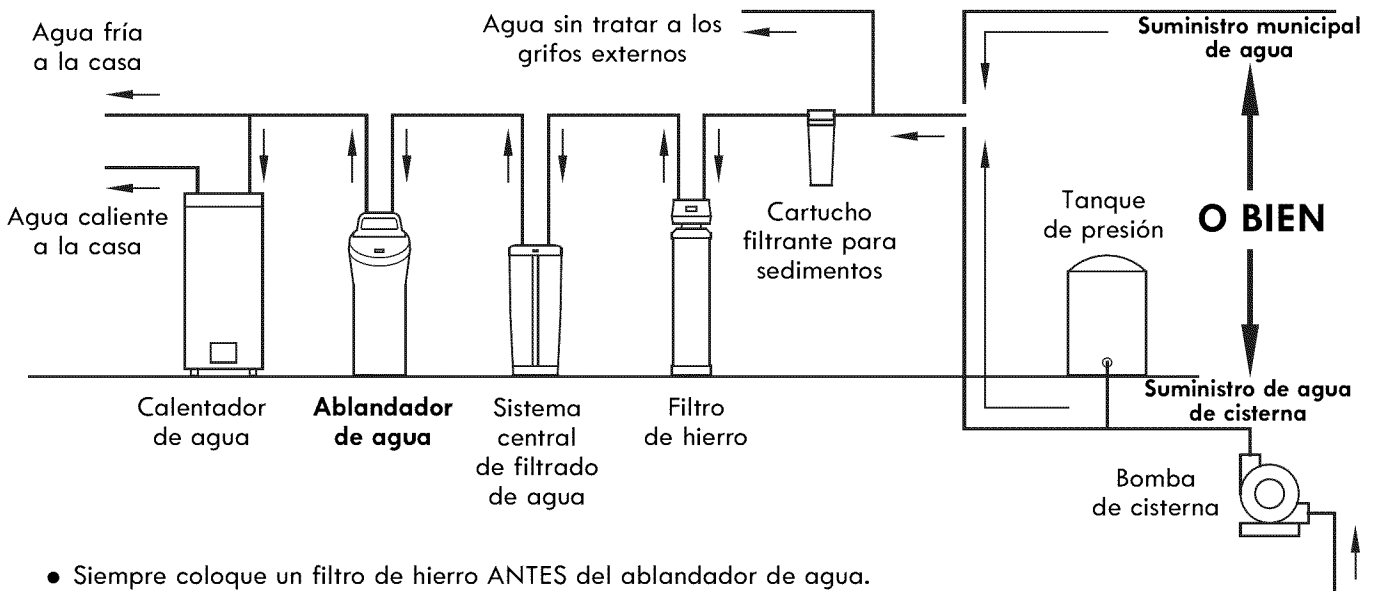 Agua fría
a la casa
Agua sin tratar a los
grifos externos
Suministro municipal
de agua
Agua caliente
a la casa
Cartucho
filtrante para
sedimentos
Tanque
de presión
O BIEN
Calentador
de agua
Ablandador
de agua
Sistema
central
de filtrado
de agua
Filtro
de hierro
Suministro de agua
de cisterna
Bomba
de cisterna
● Siempre coloque un filtro de hierro ANTES del ablandador de agua.